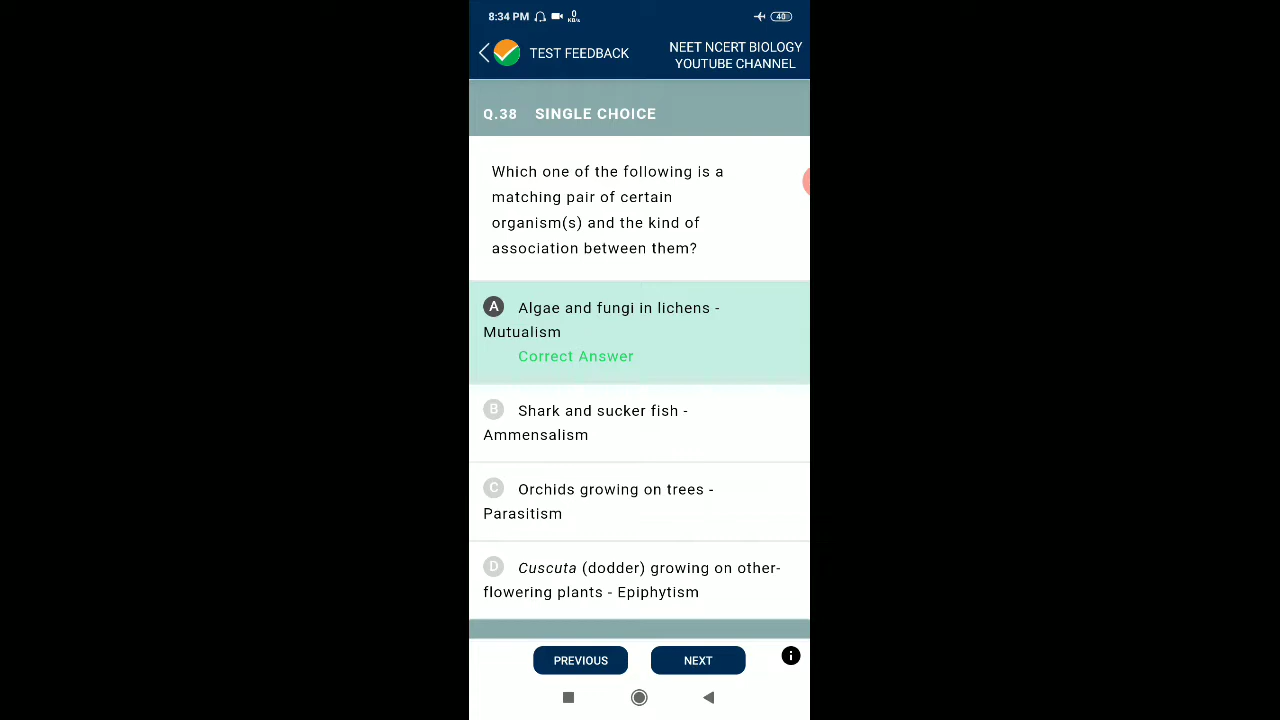 8:34 PM 0 KB/s 40
TEST FEEDBACK
NEET NCERT BIOLOGY
YOUTUBE CHANNEL
Q.38 SINGLE CHOICE
Which one of the following is a
matching pair of certain
organism(s) and the kind of
association between them?
A Algae and fungi in lichens -
Mutualism
Correct Answer
B Shark and sucker fish -
Ammensalism
C Orchids growing on trees -
Parasitism
D Cuscuta (dodder) growing on other-
flowering plants - Epiphytism
PREVIOUS NEXT i